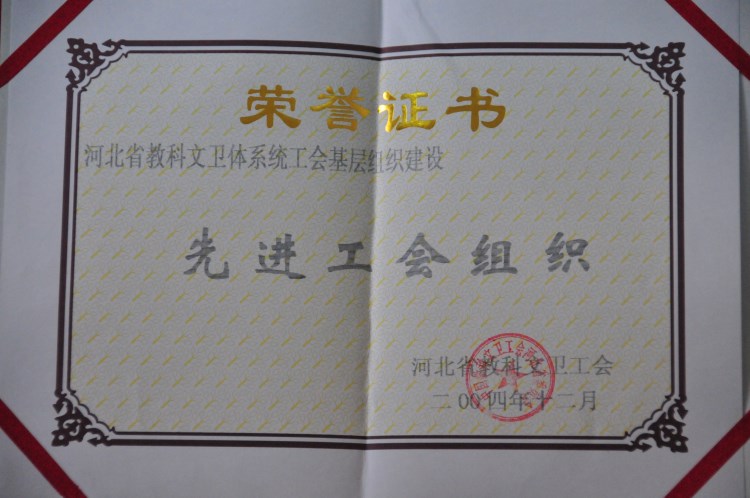 荣誉证书
河北省教科文卫体系统工会基层组织建设
先进工会组织
河北省教科文卫工会
二00四年十二月